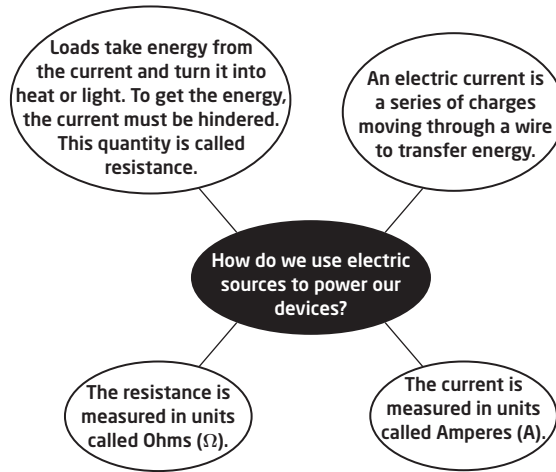 Loads take energy from
the current and turn it into
heat or light. To get the energy,
the current must be hindered.
This quantity is called
resistance.
An electric current is
a series of charges
moving through a wire
to transfer energy.
How do we use electric
sources to power our
devices?
The resistance is
measured in units
called Ohms (Ω).
The current is
measured in units
called Amperes (A).